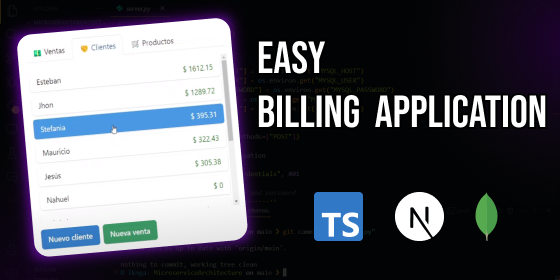 Ventas
Clientes
Productos
Esteban
$ 1612.15
Jhon
$ 1289.72
Stefania
$ 395.31
Mauricio
$ 322.43
Jesús
$ 305.38
Nahuel
$ 0
Nuevo cliente
Nueva venta
EASY
BILLING APPLICATION
TS
N